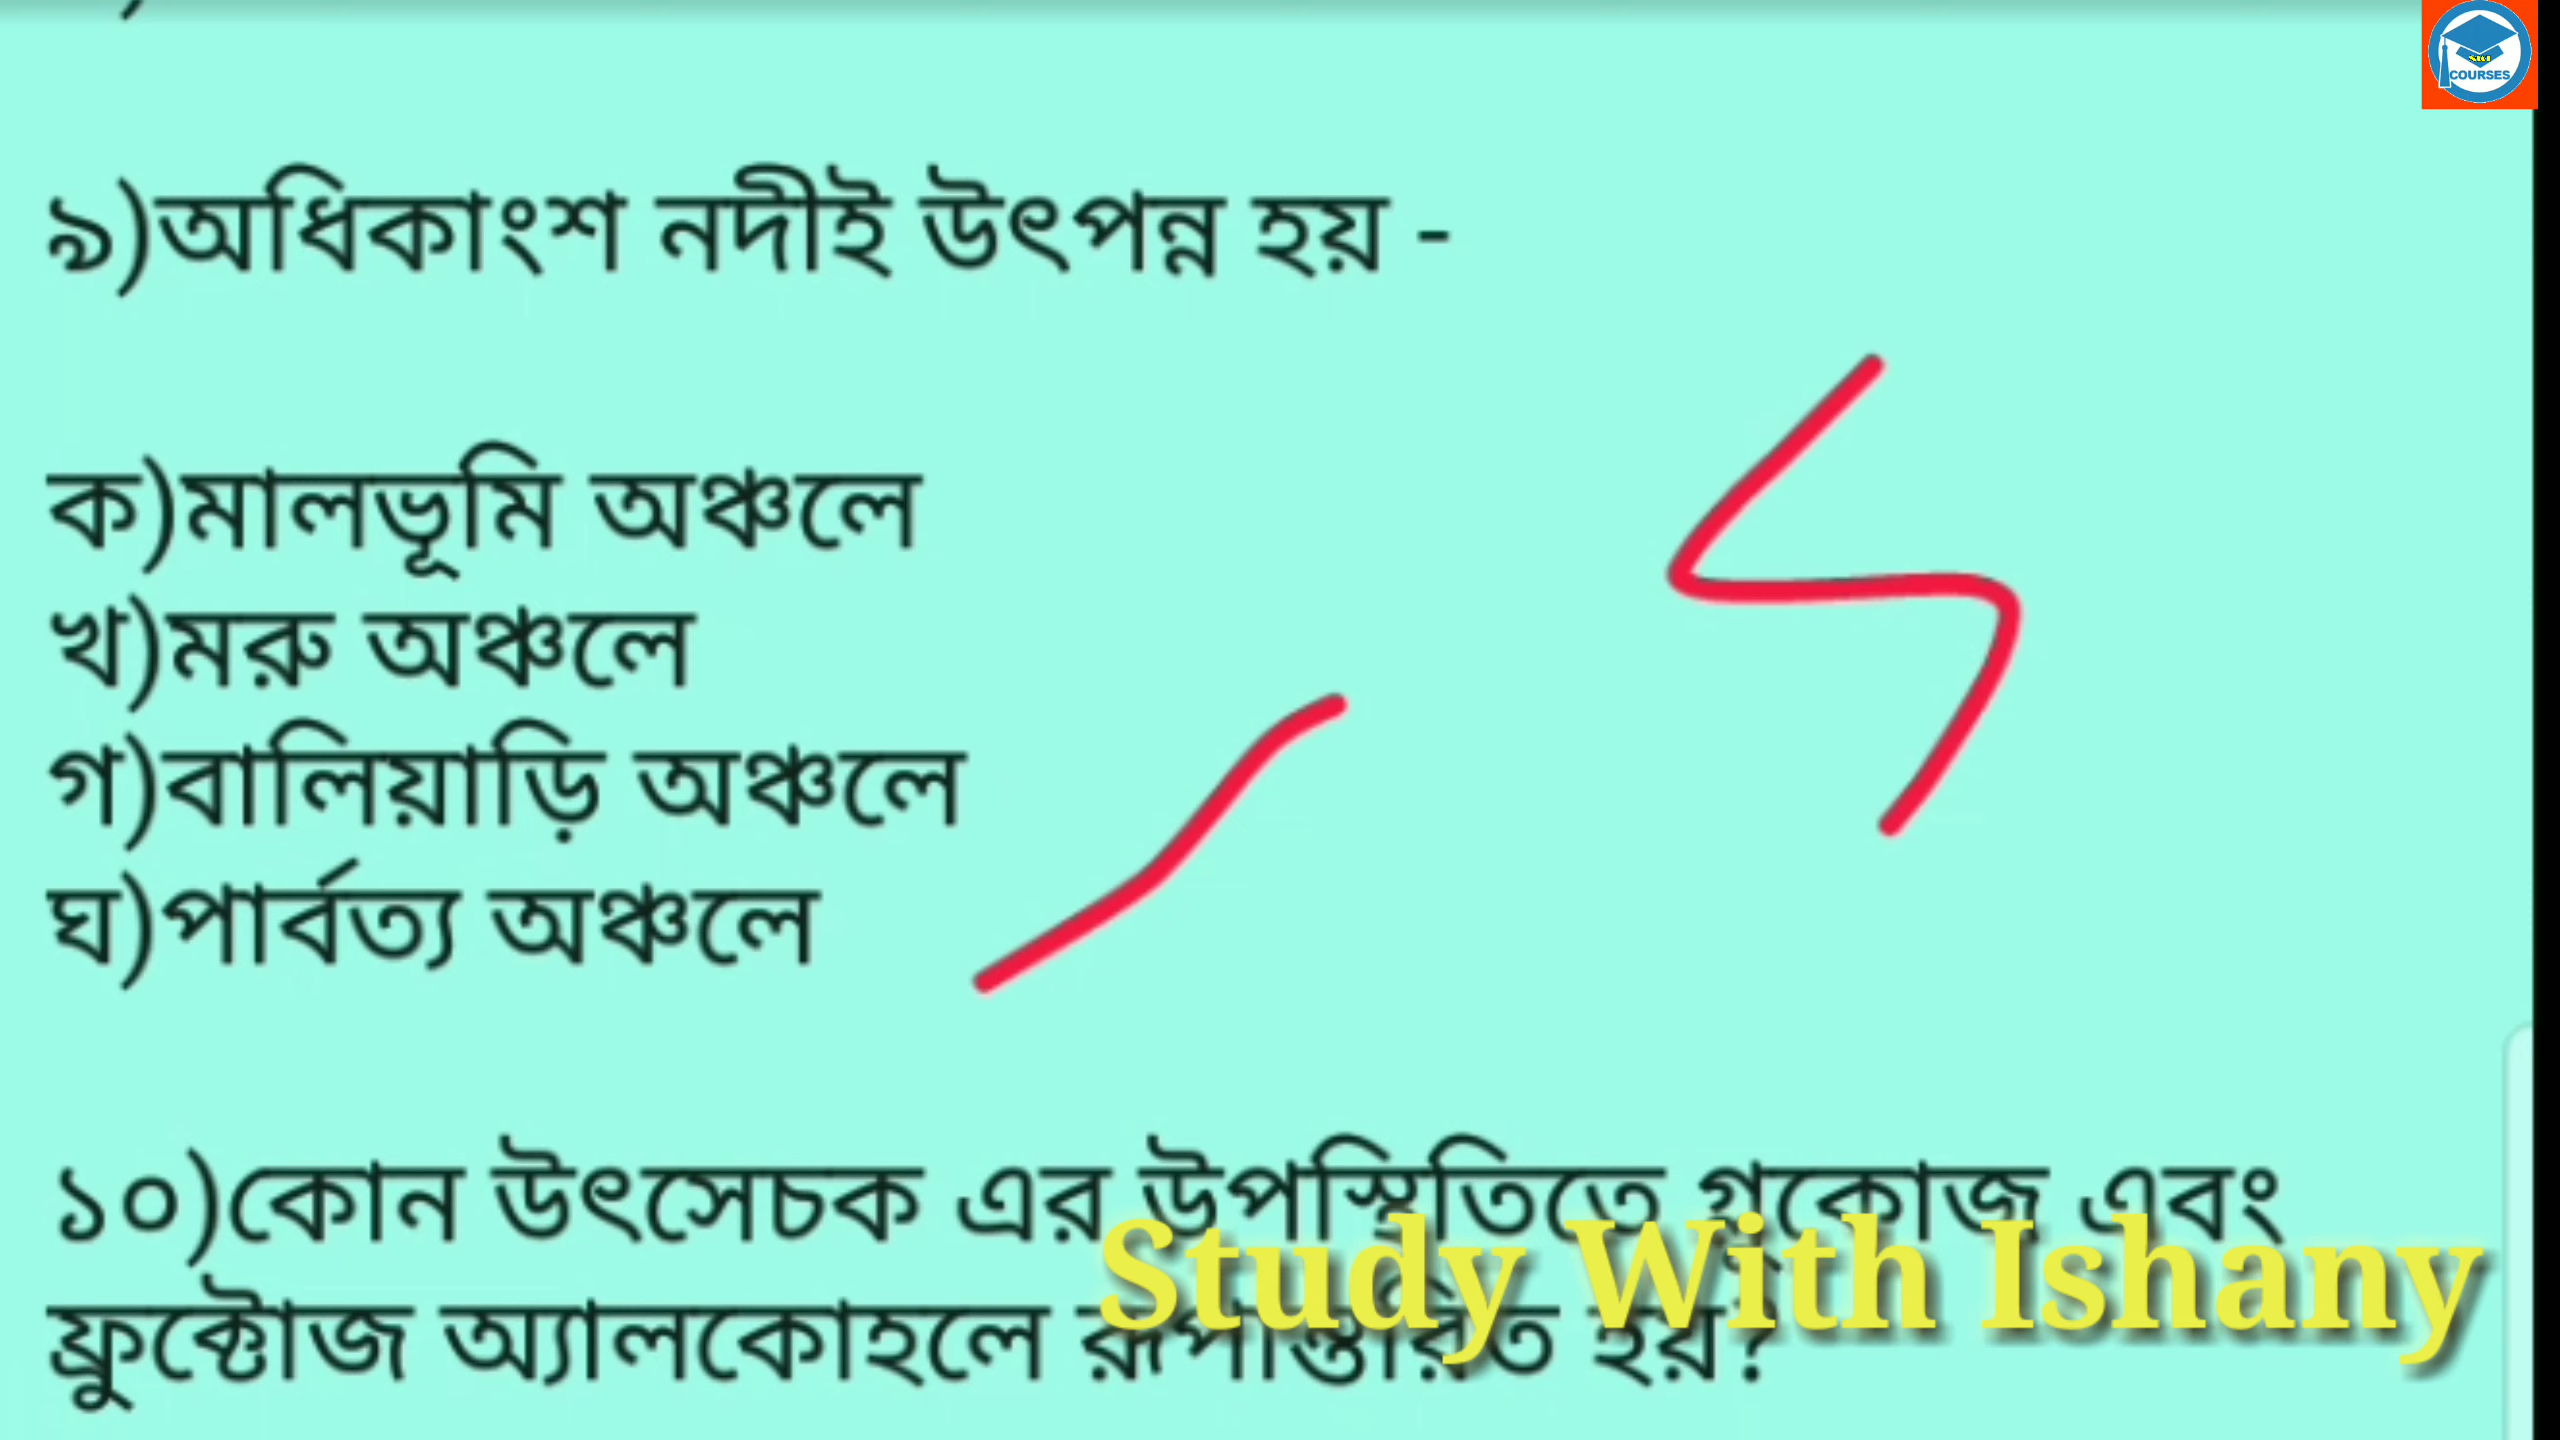 COURSES
৯)অধিকাংশ নদীই উৎপন্ন হয় -
ক)মালভূমি অঞ্চলে
খ)মরু অঞ্চলে
গ)বালিয়াড়ি অঞ্চলে
ঘ)পার্বত্য অঞ্চলে
১০)কোন উৎসেচক এর উপস্থিতিতে গ্লুকোজ এবং
Study With Ishany
ফ্রুক্টোজ অ্যালকোহলে রূপান্তরিত হয়?